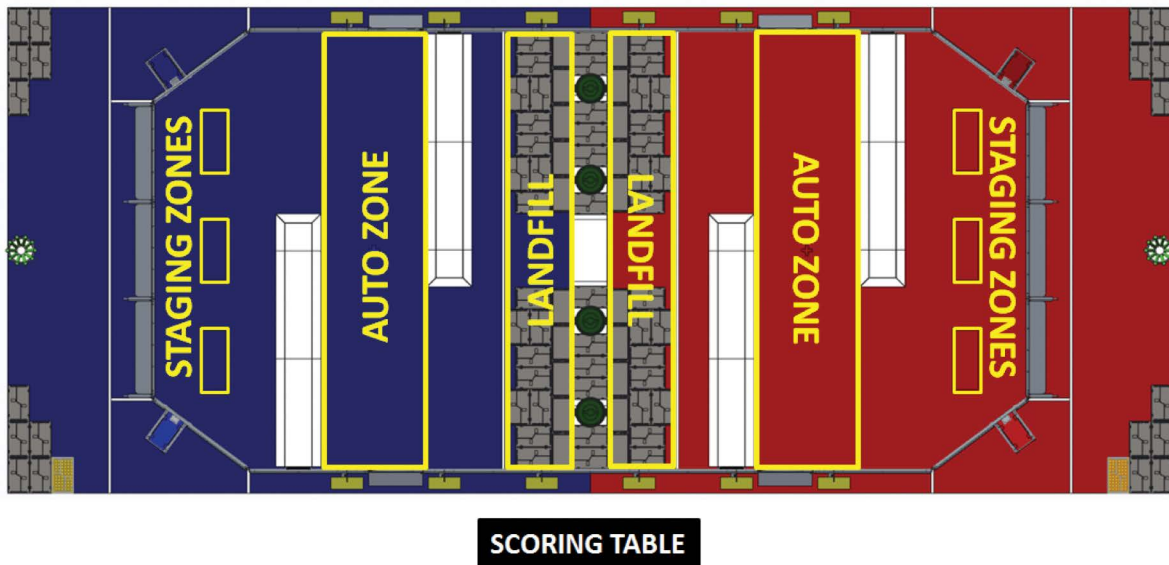 STAGING ZONES
AUTO ZONE
LANDFILL
LANDFILL
AUTO ZONE
STAGING ZONES
SCORING TABLE